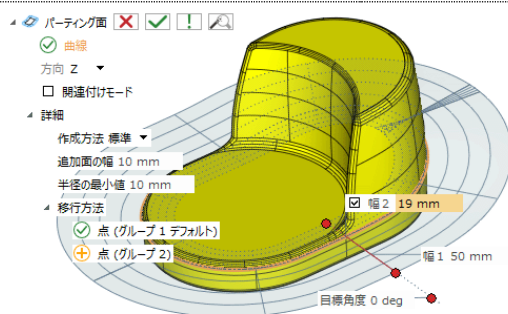 パーティング面
曲線
方向 Z
関連付けモード
詳細
作成方法 標準
追加面の幅 10 mm
半径の最小値 10 mm
移行方法
点 (グループ 1 デフォルト)
点 (グループ 2)
幅2 19 mm
幅1 50 mm
目標角度 0 deg